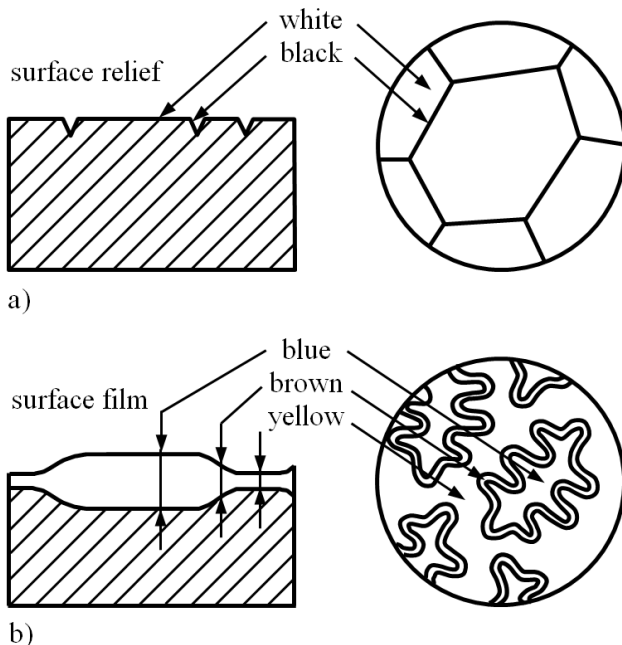 white
black
surface relief
a)
blue
brown
surface film
yellow
b)